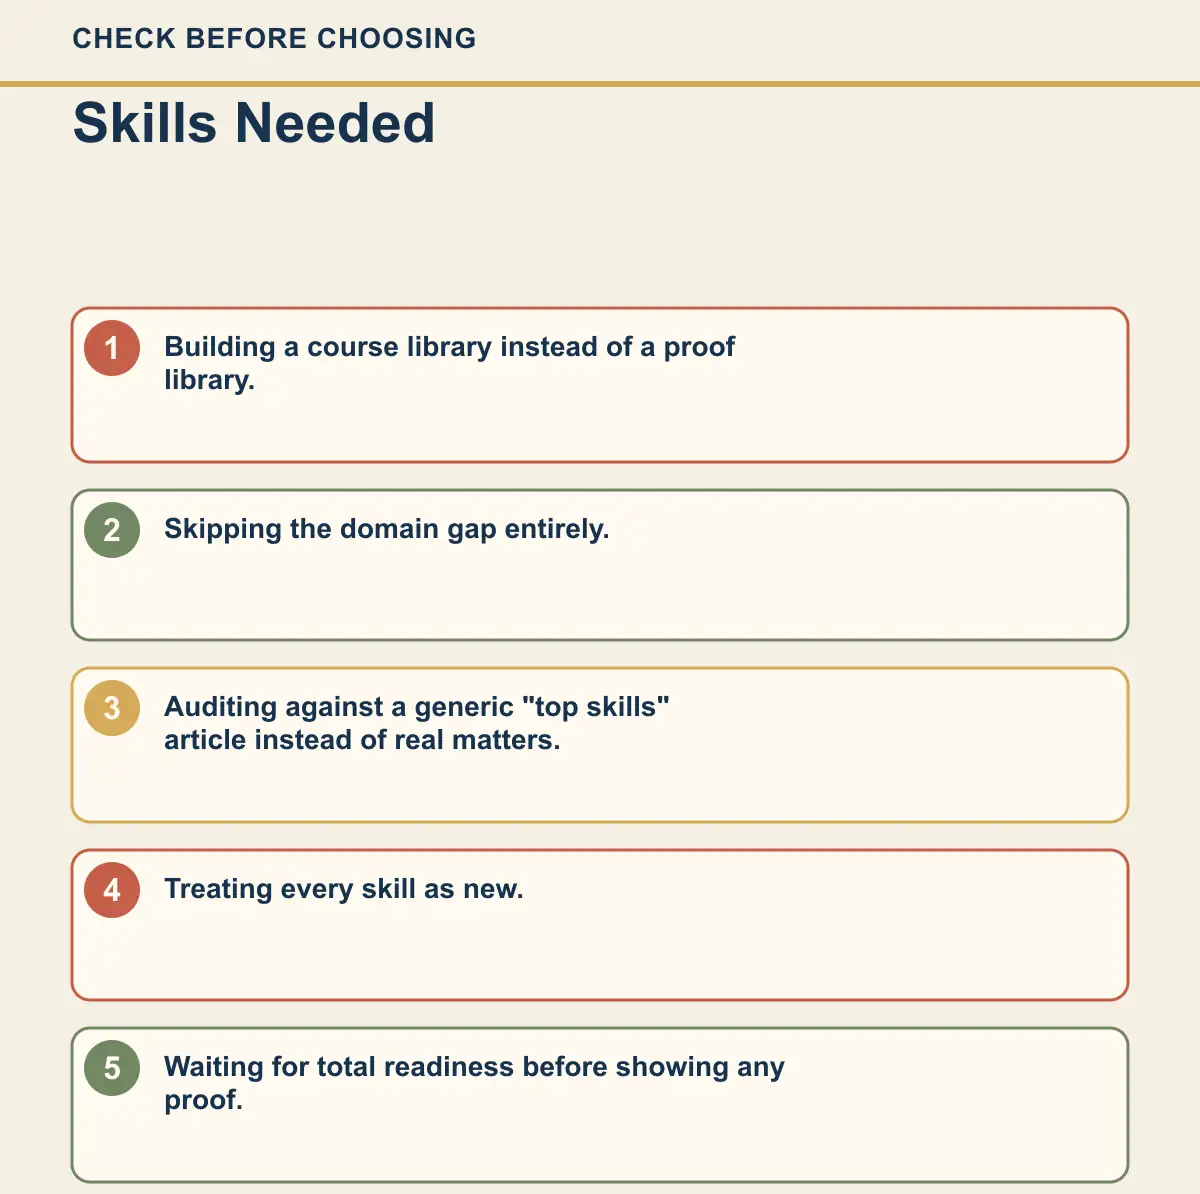 CHECK BEFORE CHOOSING
Skills Needed
1
Building a course library instead of a proof
library.
2
Skipping the domain gap entirely.
3
Auditing against a generic "top skills"
article instead of real matters.
4
Treating every skill as new.
5
Waiting for total readiness before showing any
proof.